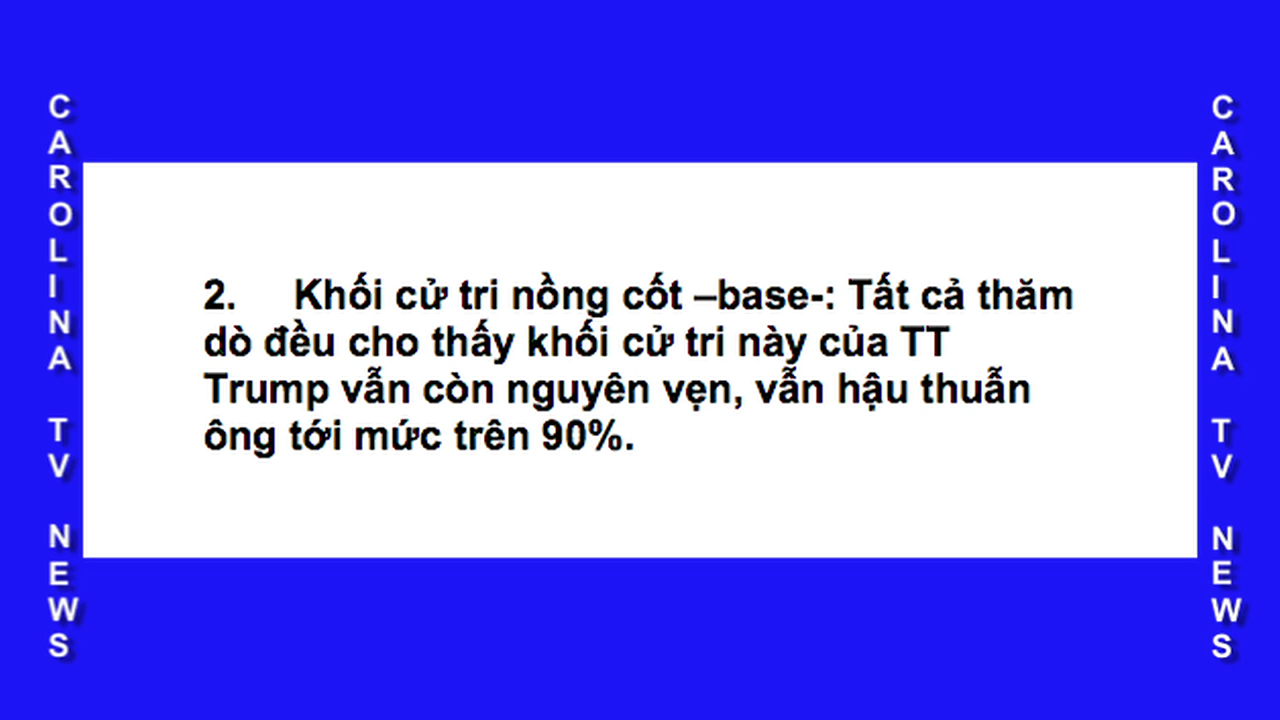 CAROLINA TV NEWS
2. Khối cử tri nồng cốt –base-: Tất cả thăm
dò đều cho thấy khối cử tri này của TT
Trump vẫn còn nguyên vẹn, vẫn hậu thuẫn
ông tới mức trên 90%.
CAROLINA TV NEWS